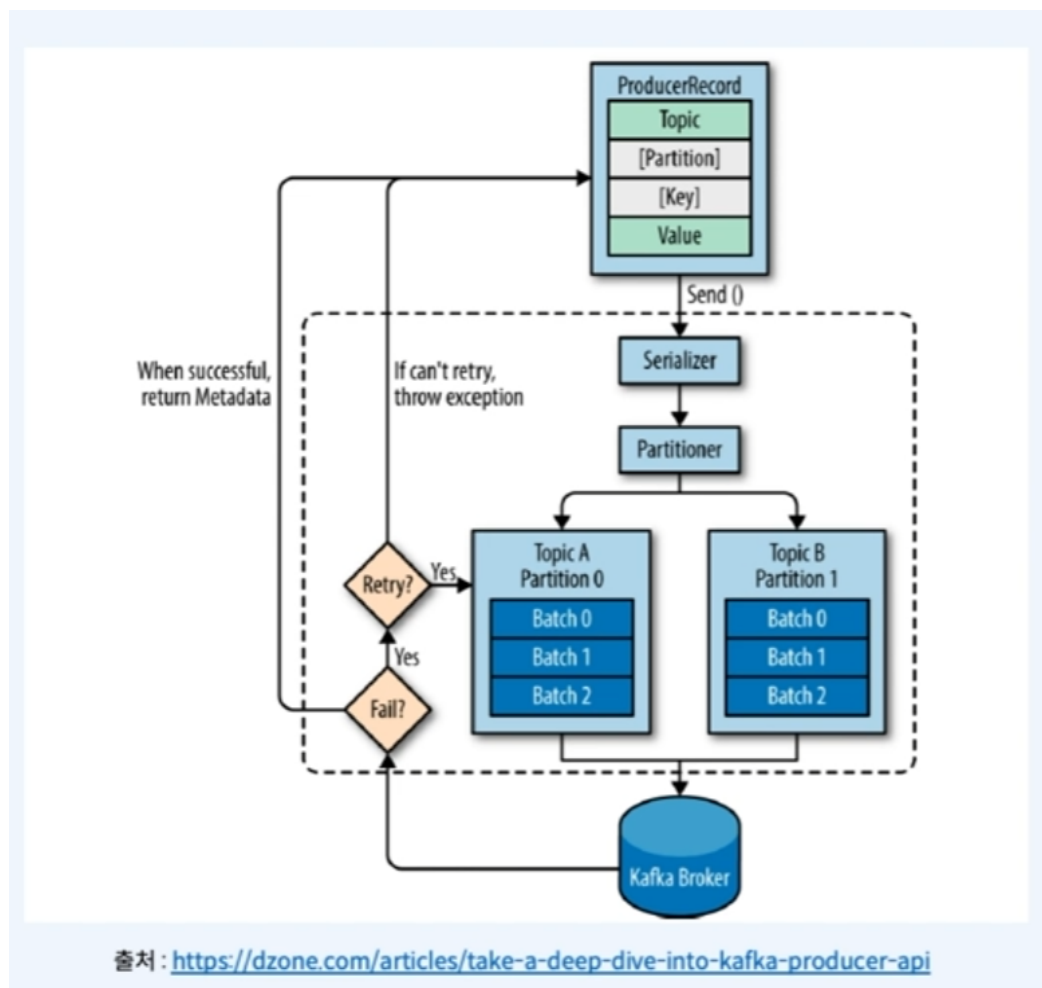 ProducerRecord
Topic
[Partition]
[Key]
Value
Send ()
Serializer
Partitioner
When successful,
return Metadata
If can't retry,
throw exception
Topic A
Partition 0
Batch 0
Batch 1
Batch 2
Topic B
Partition 1
Batch 0
Batch 1
Batch 2
Retry?
Yes
Yes
Fail?
Kafka Broker
출처 : https://dzone.com/articles/take-a-deep-dive-into-kafka-producer-api